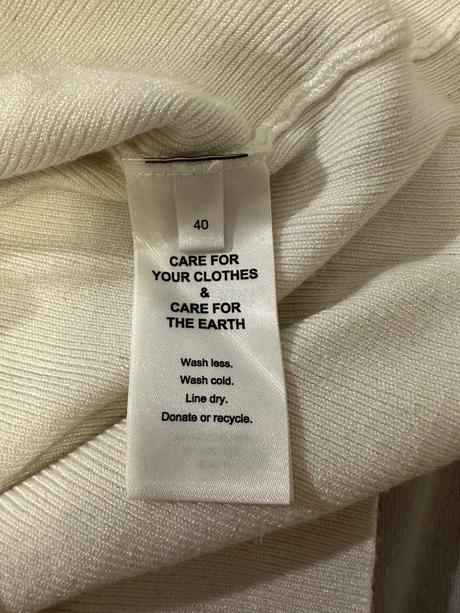 40
CARE FOR
YOUR CLOTHES
&
CARE FOR
THE EARTH
Wash less.
Wash cold.
Line dry.
Donate or recycle.